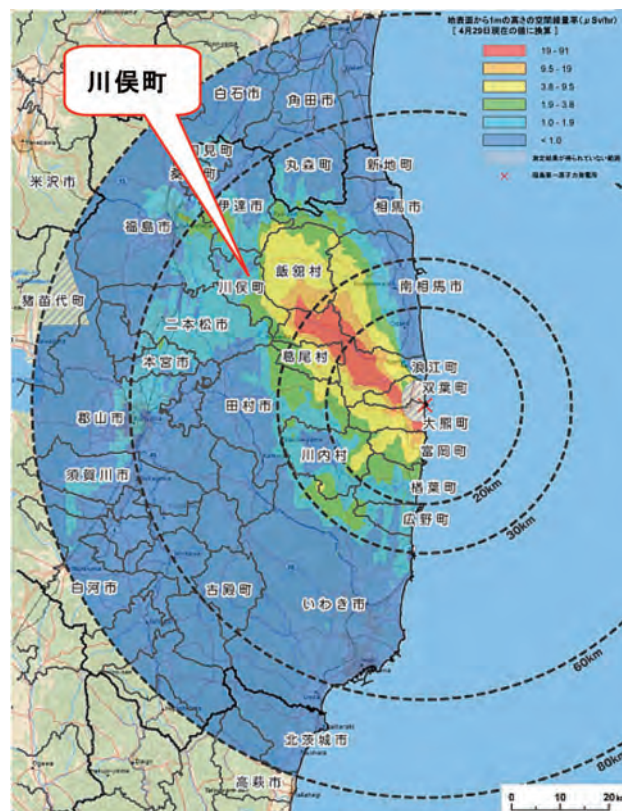 地表面から1mの高さの空間線量率(μSv/hr)
[ 4月29日現在の値に換算 ]
19 - 91
9.5 - 19
3.8 - 9.5
1.9 - 3.8
1.0 - 1.9
< 1.0
測定結果が得られていない範囲
福島第一原子力発電所
川俣町
白石市
角田市
米沢市
丸森町
新地町
伊達市
相馬市
福島市
飯舘村
川俣町
南相馬市
猪苗代町
二本松市
葛尾村
浪江町
本宮市
双葉町
田村市
大熊町
郡山市
川内村
富岡町
須賀川市
楢葉町
20km
広野町
30km
白河市
古殿町
いわき市
60km
北茨城市
80km
高萩市
Ogawa
Daigo
0 10 20